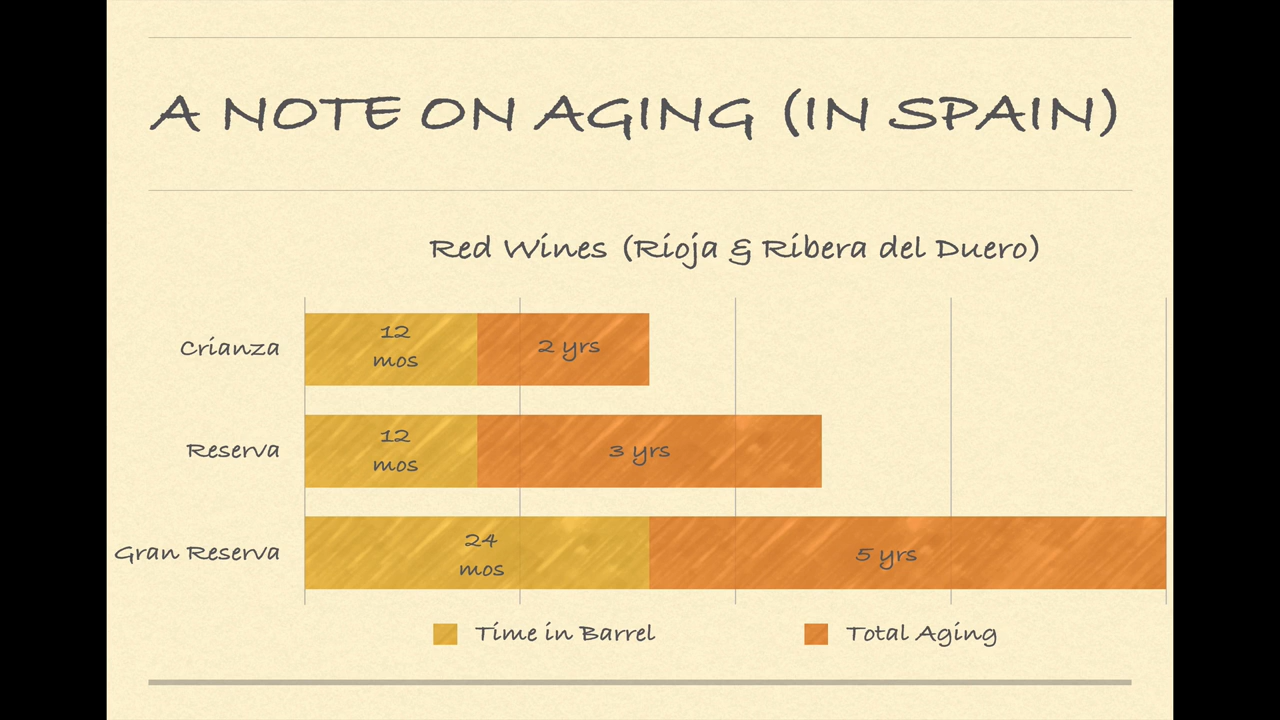 A NOTE ON AGING (IN SPAIN)
Red Wines (Rioja & Ribera del Duero)
Crianza
12
mos
2 yrs
Reserva
12
mos
3 yrs
Gran Reserva
24
mos
5 yrs
Time in Barrel
Total Aging